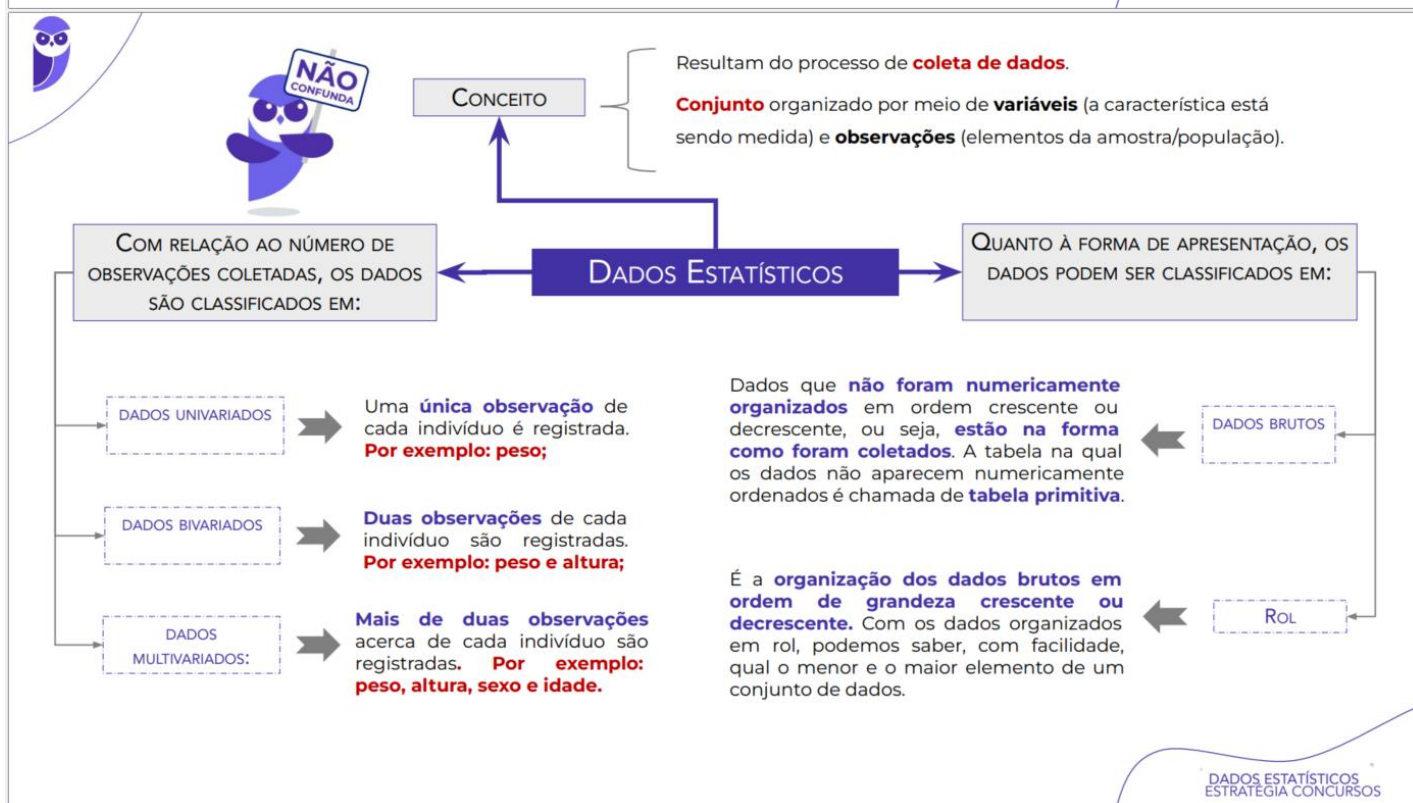 NÃO
CONFUNDA
CONCEITO
Resultam do processo de coleta de dados.
Conjunto organizado por meio de variáveis (a característica está
sendo medida) e observações (elementos da amostra/população).
DADOS ESTATÍSTICOS
COM RELAÇÃO AO NÚMERO DE
OBSERVAÇÕES COLETADAS, OS DADOS
SÃO CLASSIFICADOS EM:
DADOS UNIVARIADOS
Uma única observação de
cada indivíduo é registrada.
Por exemplo: peso;
DADOS BIVARIADOS
Duas observações de cada
indivíduo são registradas.
Por exemplo: peso e altura;
DADOS
MULTIVARIADOS:
Mais de duas observações
acerca de cada indivíduo são
registradas. Por exemplo:
peso, altura, sexo e idade.
QUANTO À FORMA DE APRESENTAÇÃO, OS
DADOS PODEM SER CLASSIFICADOS EM:
DADOS BRUTOS
Dados que não foram numericamente
organizados em ordem crescente ou
decrescente, ou seja, estão na forma
como foram coletados. A tabela na qual
os dados não aparecem numericamente
ordenados é chamada de tabela primitiva.
ROL
É a organização dos dados brutos em
ordem de grandeza crescente ou
decrescente. Com os dados organizados
em rol, podemos saber, com facilidade,
qual o menor e o maior elemento de um
conjunto de dados.
DADOS ESTATÍSTICOS
ESTRATÉGIA CONCURSOS